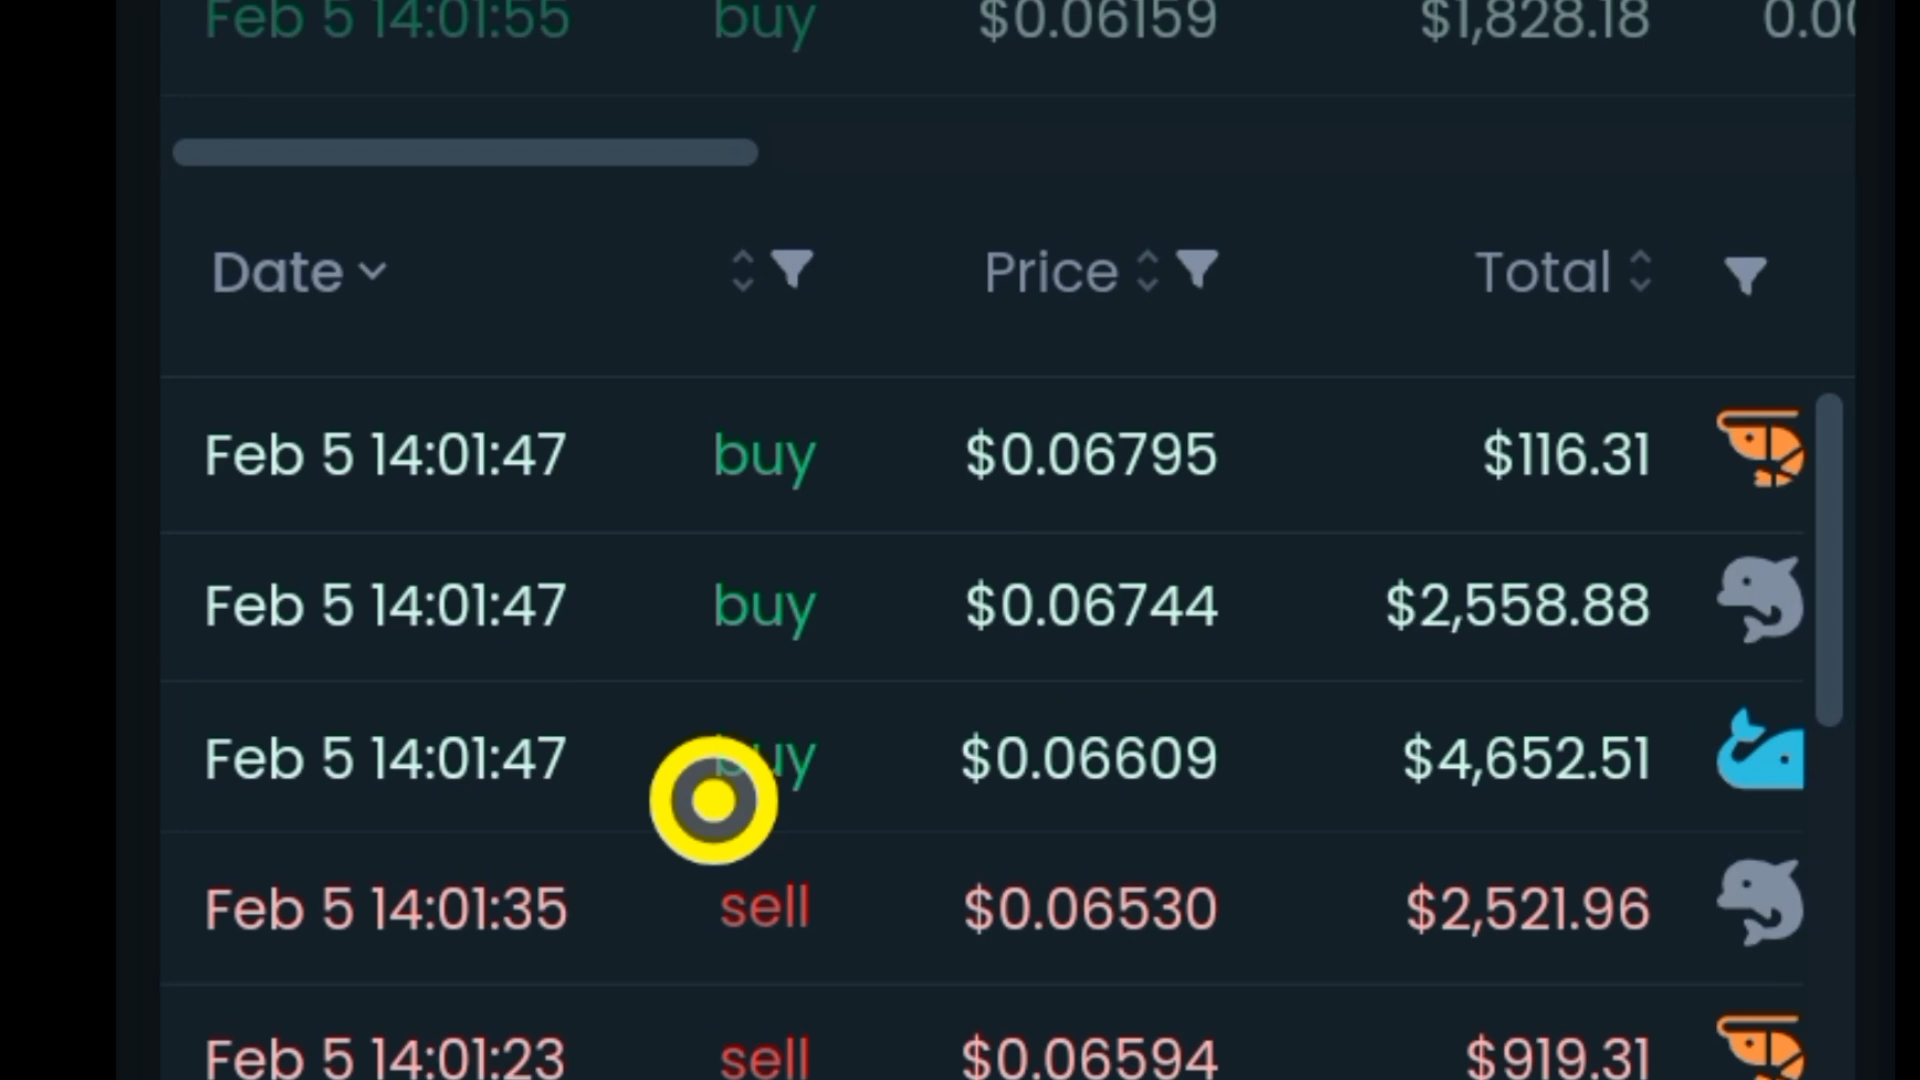 Feb 5 14:01:55 buy $0.06159 $1,828.18 0.00
Date Price Total
Feb 5 14:01:47 buy $0.06795 $116.31
Feb 5 14:01:47 buy $0.06744 $2,558.88
Feb 5 14:01:47 buy $0.06609 $4,652.51
Feb 5 14:01:35 sell $0.06530 $2,521.96
Feb 5 14:01:23 sell $0.06594 $919.31